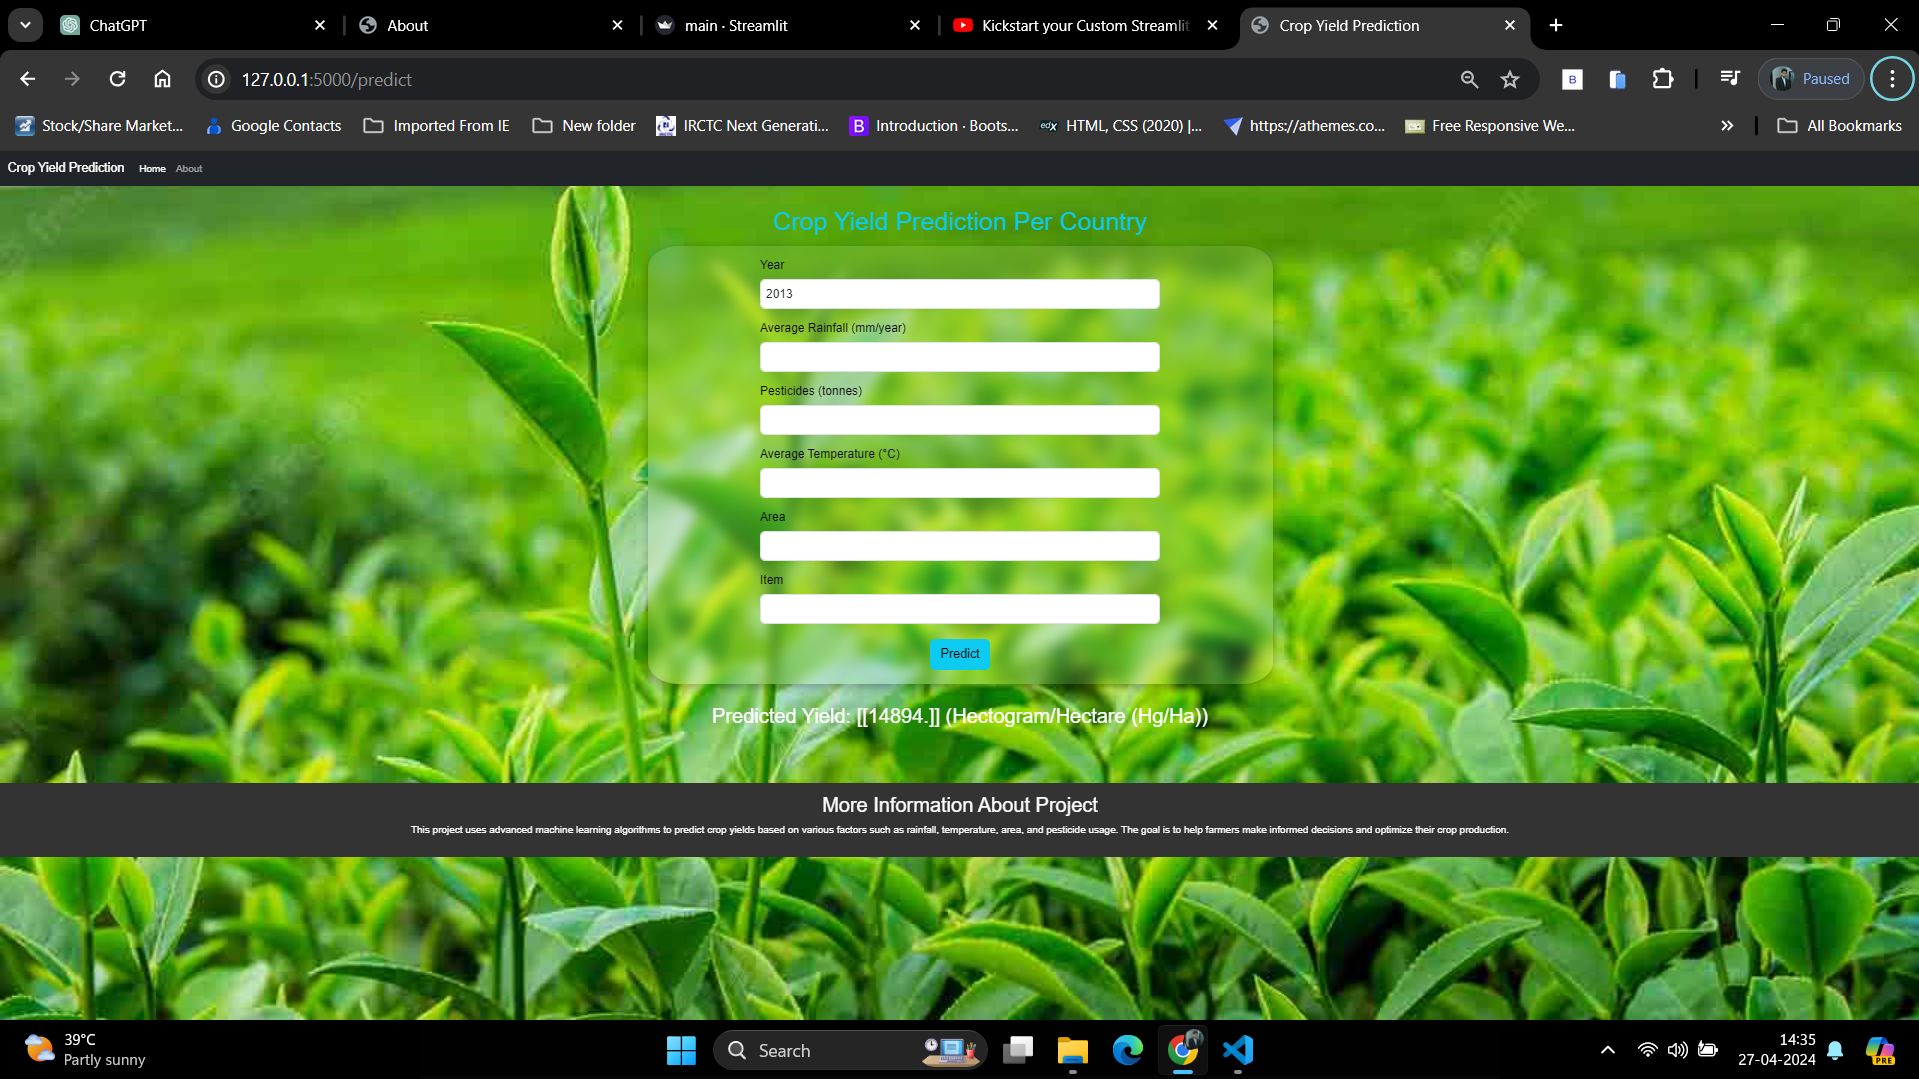 ChatGPT
About
main · Streamlit
Kickstart your Custom Streamlit
Crop Yield Prediction
127.0.0.1:5000/predict
B
Paused
Stock/Share Market...
Google Contacts
Imported From IE
New folder
IRCTC Next Generati...
B
Introduction · Boots...
edX
HTML, CSS (2020) |...
https://athemes.co...
Free Responsive We...
All Bookmarks
Crop Yield Prediction
Home
About
Crop Yield Prediction Per Country
Year
2013
Average Rainfall (mm/year)
Pesticides (tonnes)
Average Temperature (°C)
Area
Item
Predict
Predicted Yield: [[14894.]] (Hectogram/Hectare (Hg/Ha))
More Information About Project
This project uses advanced machine learning algorithms to predict crop yields based on various factors such as rainfall, temperature, area, and pesticide usage. The goal is to help farmers make informed decisions and optimize their crop production.
39°C
Partly sunny
Search
14:35
27-04-2024
PRE